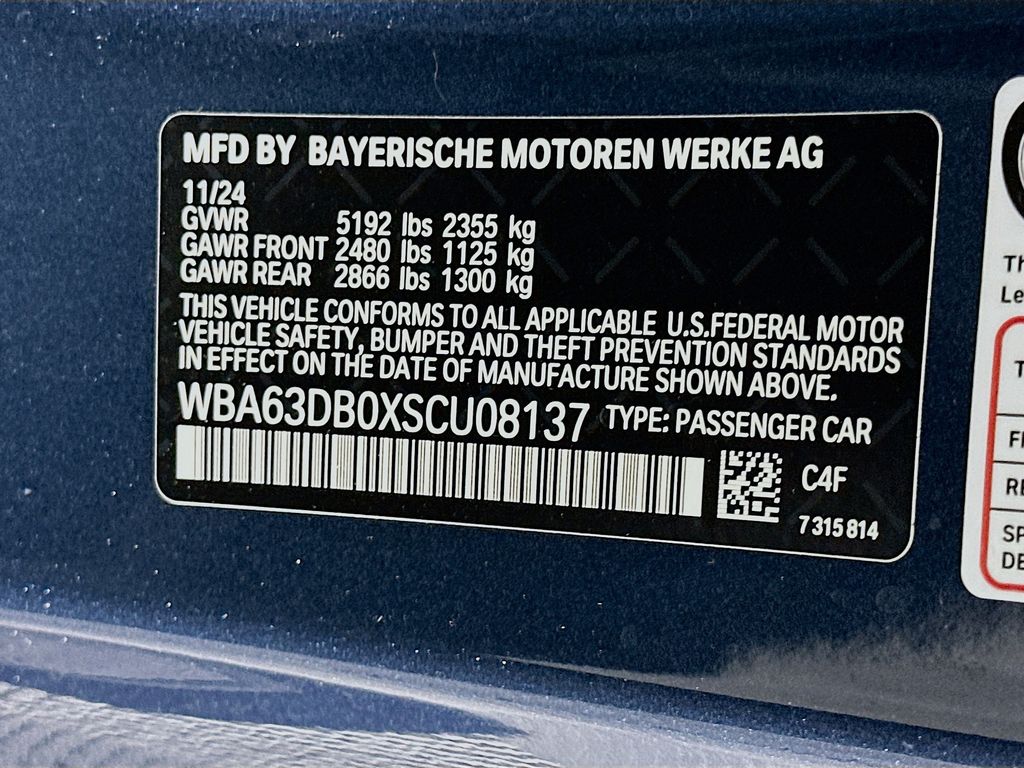 MFD BY BAYERISCHE MOTOREN WERKE AG
11/24
GVWR 5192 lbs 2355 kg
GAWR FRONT 2480 lbs 1125 kg
GAWR REAR 2866 lbs 1300 kg
THIS VEHICLE CONFORMS TO ALL APPLICABLE U.S.FEDERAL MOTOR
VEHICLE SAFETY, BUMPER AND THEFT PREVENTION STANDARDS
IN EFFECT ON THE DATE OF MANUFACTURE SHOWN ABOVE.
WBA63DB0XSCU08137 TYPE: PASSENGER CAR
C4F
7315814